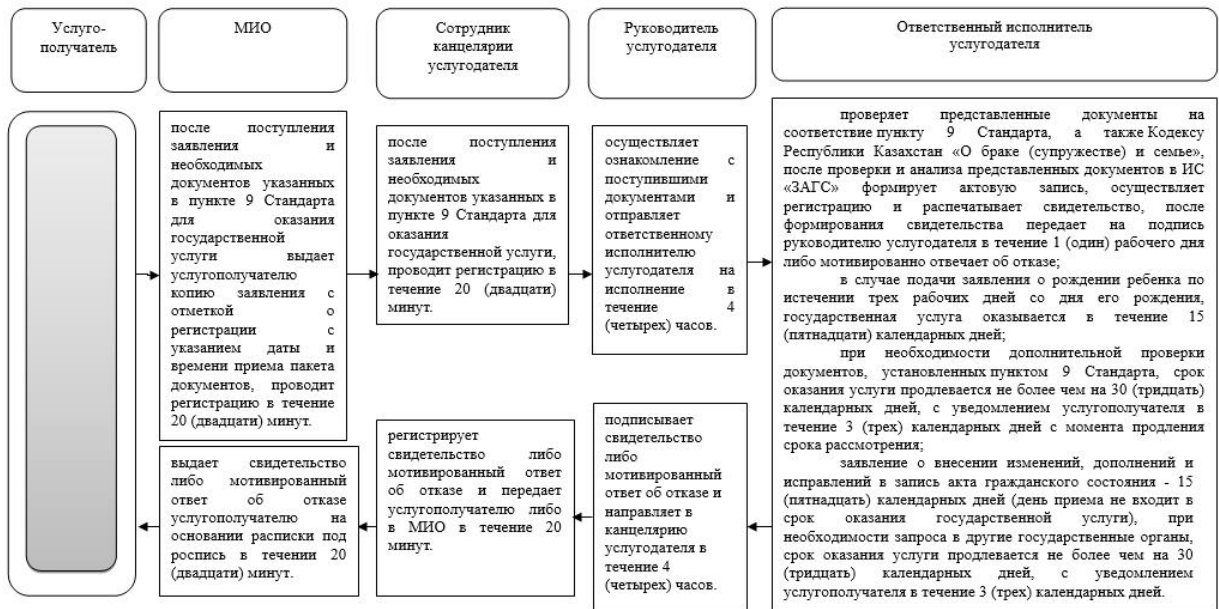 Услуго-
получатель
МИО
Сотрудник
канцелярии
услугодателя
Руководитель
услугодателя
Ответственный исполнитель
услугодателя
после поступления
заявления и
необходимых
документов указанных
в пункте 9 Стандарта
для оказания
государственной
услуги выдает
услугополучателю
копию заявления с
отметкой о
регистрации с
указанием даты и
времени приема пакета
документов, проводит
регистрацию в течение
20 (двадцати) минут.
после поступления
заявления и
необходимых
документов указанных в
пункте 9 Стандарта для
оказания
государственной услуги,
проводит регистрацию в
течение 20 (двадцати)
минут.
осуществляет
ознакомление с
поступившими
документами и
отправляет
ответственному
исполнителю
услугодателя на
исполнение в
течение 4
(четырех) часов.
проверяет представленные документы на
соответствие пункту 9 Стандарта, а также Кодексу
Республики Казахстан «О браке (супружестве) и семье»,
после проверки и анализа представленных документов в ИС
«ЗАГС» формирует актовую запись, осуществляет
регистрацию и распечатывает свидетельство, после
формирования свидетельства передает на подпись
руководителю услугодателя в течение 1 (один) рабочего дня
либо мотивированно отвечает об отказе;
в случае подачи заявления о рождении ребенка по
истечении трех рабочих дней со дня его рождения,
государственная услуга оказывается в течение 15
(пятнадцати) календарных дней;
при необходимости дополнительной проверки
документов, установленных пунктом 9 Стандарта, срок
оказания услуги продлевается не более чем на 30 (тридцать)
календарных дней, с уведомлением услугополучателя в
течение 3 (трех) календарных дней с момента продления
срока рассмотрения;
заявление о внесении изменений, дополнений и
исправлений в запись акта гражданского состояния - 15
(пятнадцать) календарных дней (день приема не входит в
срок оказания государственной услуги), при
необходимости запроса в другие государственные органы,
срок оказания услуги продлевается не более чем на 30
(тридцать) календарных дней, с уведомлением
услугополучателя в течение 3 (трех) календарных дней.
подписывает
свидетельство
либо
мотивированный
ответ об отказе и
направляет в
канцелярию
услугодателя в
течение 4
(четырех) часов.
регистрирует
свидетельство либо
мотивированный ответ
об отказе и передает
услугополучателю либо
в МИО в течение 20
минут.
выдает свидетельство
либо мотивированный
ответ об отказе
услугополучателю на
основании расписки под
роспись в течении 20
(двадцати) минут.